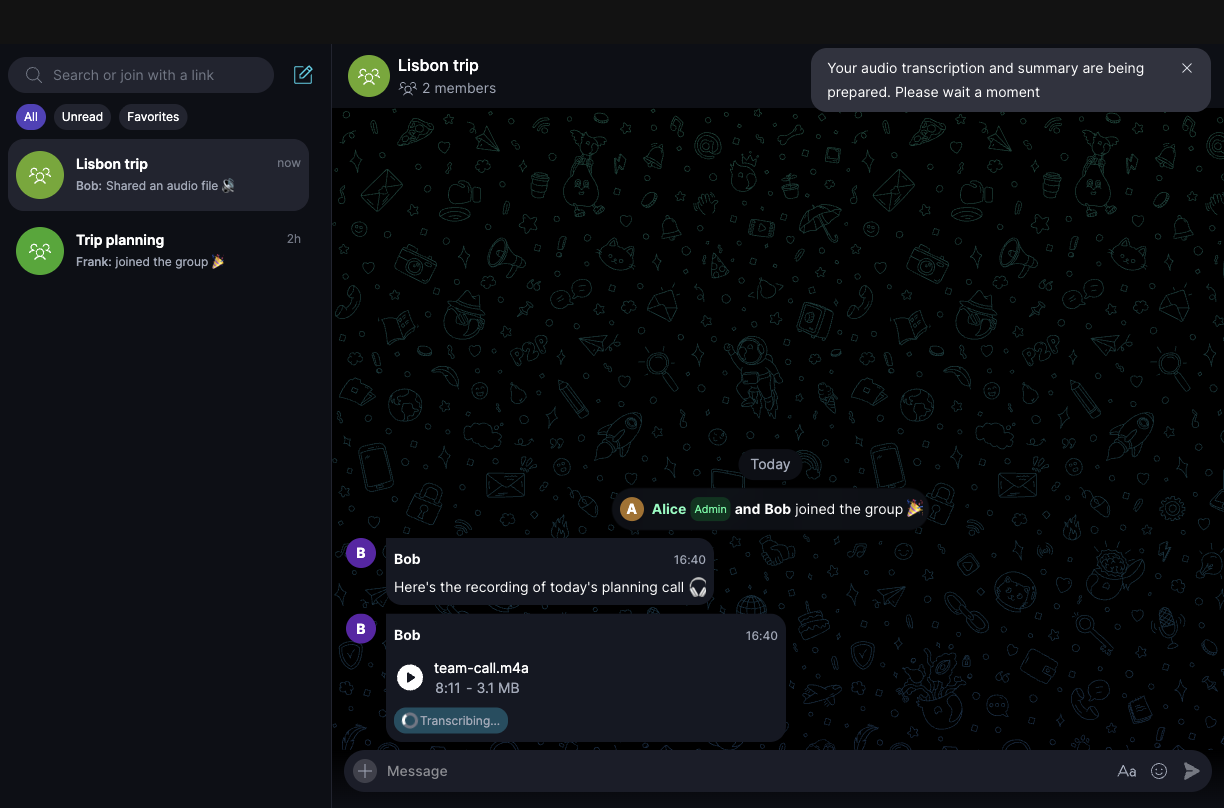 Search or join with a link
All
Unread
Favorites
Lisbon trip
now
Bob: Shared an audio file
Trip planning
2h
Frank: joined the group 🎉
Lisbon trip
2 members
Your audio transcription and summary are being
prepared. Please wait a moment
Today
A Alice Admin and Bob joined the group 🎉
B
Bob
16:40
Here's the recording of today's planning call 🎧
B
Bob
16:40
team-call.m4a
8:11 - 3.1 MB
Transcribing...
Message
Aa
P2P
P2P